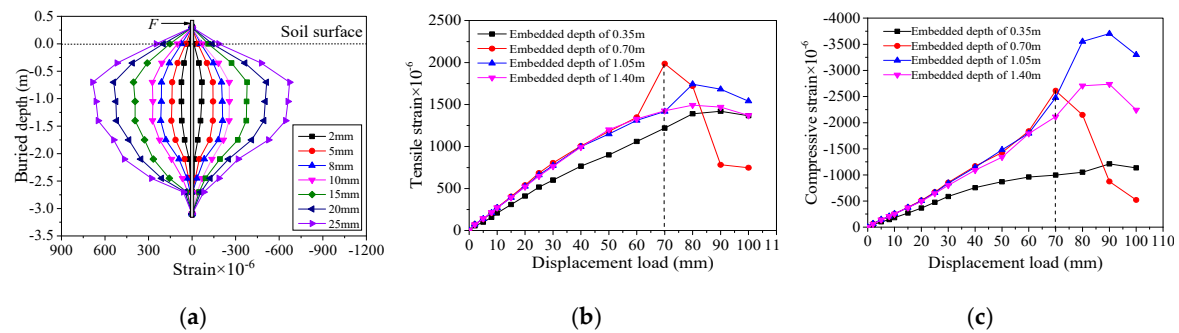 F
Soil surface
0.5
0.0
-0.5
-1.0
-1.5
-2.0
-2.5
-3.0
-3.5
Buried depth (m)
2mm
5mm
8mm
10mm
15mm
20mm
25mm
900 600 300 0 -300 -600 -900 -1200
Strain×10-6
(a)
Embedded depth of 0.35m
Embedded depth of 0.70m
Embedded depth of 1.05m
Embedded depth of 1.40m
2500
2000
1500
1000
500
0
Tensile strain×10-6
0 10 20 30 40 50 60 70 80 90 100 11
Displacement load (mm)
(b)
Embedded depth of 0.35m
Embedded depth of 0.70m
Embedded depth of 1.05m
Embedded depth of 1.40m
-4000
-3500
-3000
-2500
-2000
-1500
-1000
-500
0
Compressive strain×10-6
0 10 20 30 40 50 60 70 80 90 100 110
Displacement load (mm)
(c)